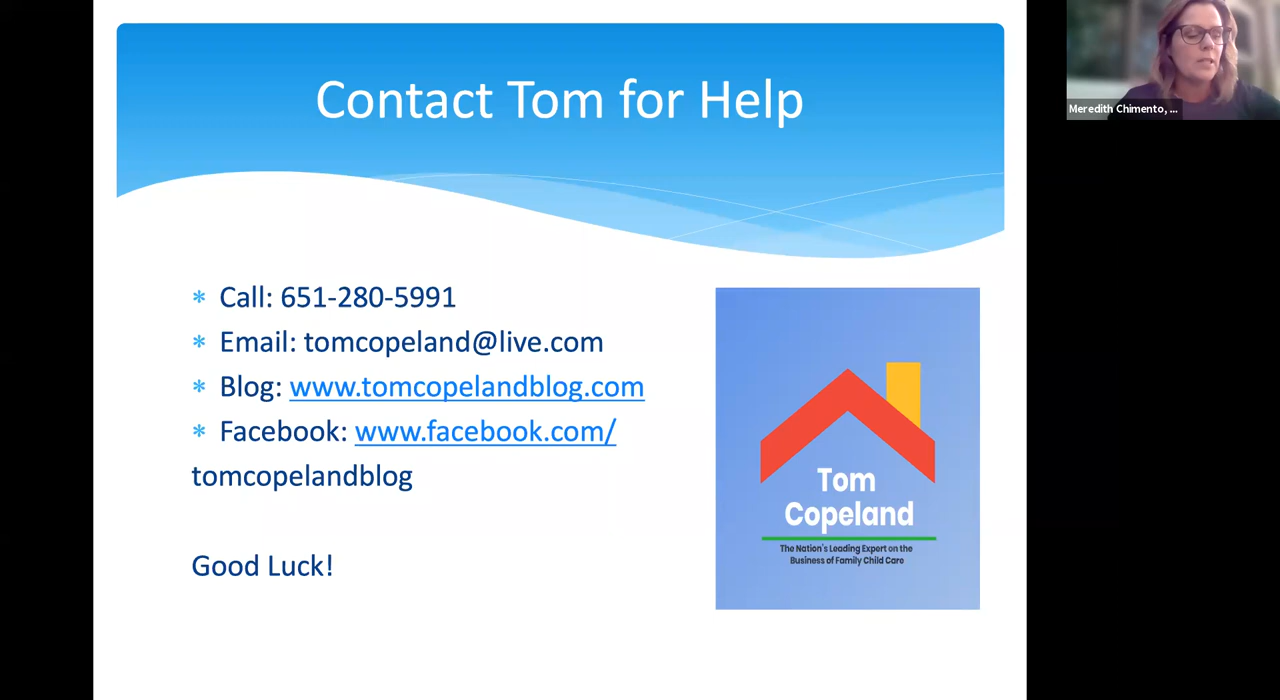 Contact Tom for Help
Meredith Chimento, ...
* Call: 651-280-5991
* Email: tomcopeland@live.com
* Blog: www.tomcopelandblog.com
* Facebook: www.facebook.com/
tomcopelandblog
Good Luck!
Tom
Copeland
The Nation's Leading Expert on the
Business of Family Child Care